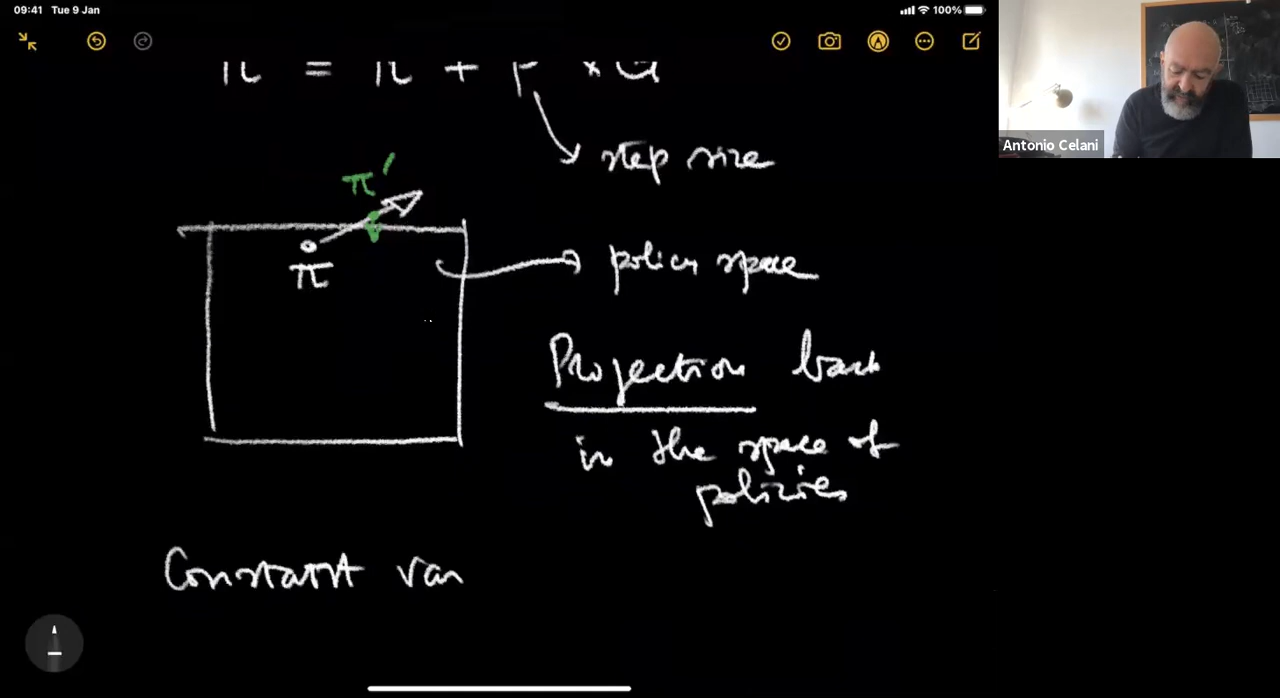 09:41 Tue 9 Jan
100%
Antonio Celani
π = π +
step size
π'
π
policy space
Projection back
in the space of
policies
Constant var